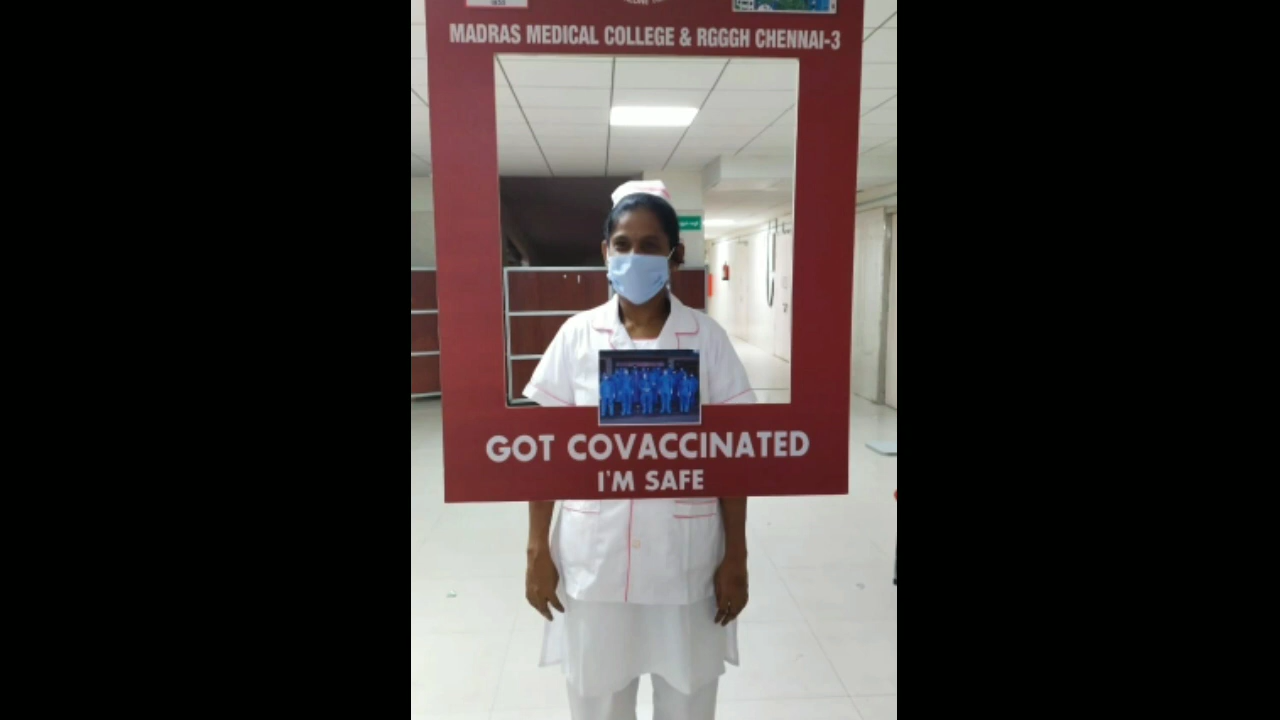 MADRAS MEDICAL COLLEGE & RGGGH CHENNAI-3
GOT COVACCINATED
I'M SAFE